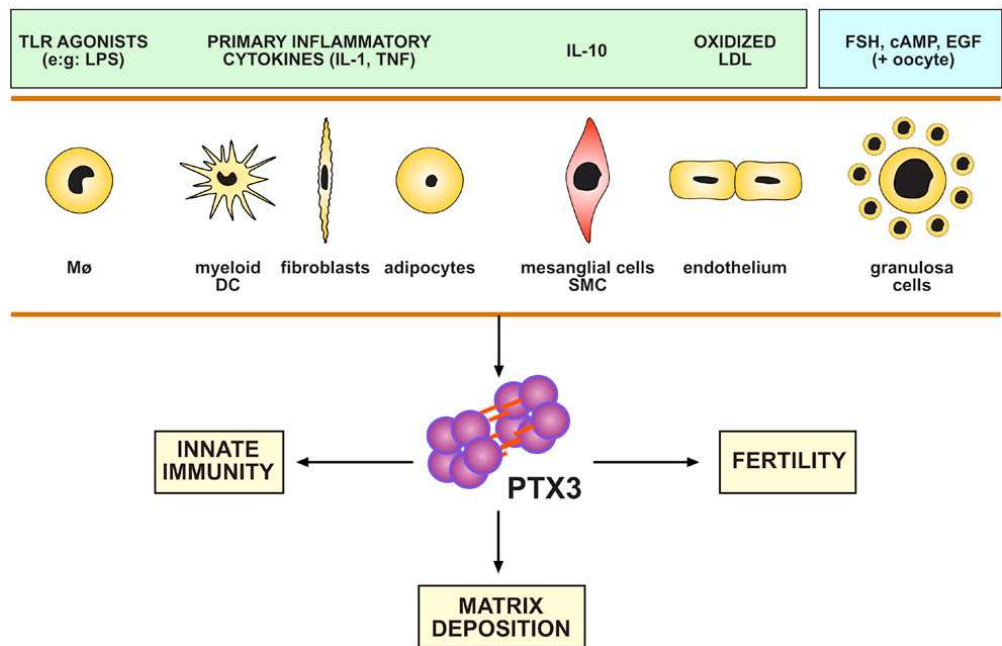 TLR AGONISTS
(e:g: LPS)
PRIMARY INFLAMMATORY
CYTOKINES (IL-1, TNF)
IL-10
OXIDIZED
LDL
FSH, cAMP, EGF
(+ oocyte)
Mø
myeloid
DC
fibroblasts
adipocytes
mesanglial cells
SMC
endothelium
granulosa
cells
INNATE
IMMUNITY
PTX3
FERTILITY
MATRIX
DEPOSITION